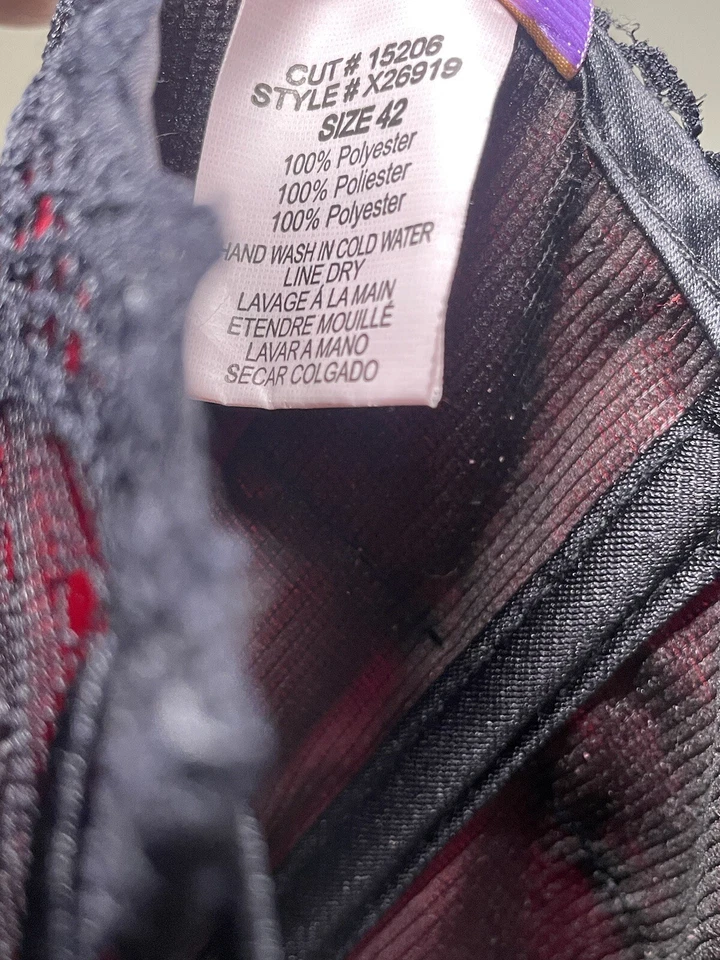 CUT # 15206
STYLE # X26919
SIZE 42
100% Polyester
100% Poliester
100% Polyester
HAND WASH IN COLD WATER
LINE DRY
LAVAGE À LA MAIN
ETENDRE MOUILLÉ
LAVAR A MANO
SECAR COLGADO